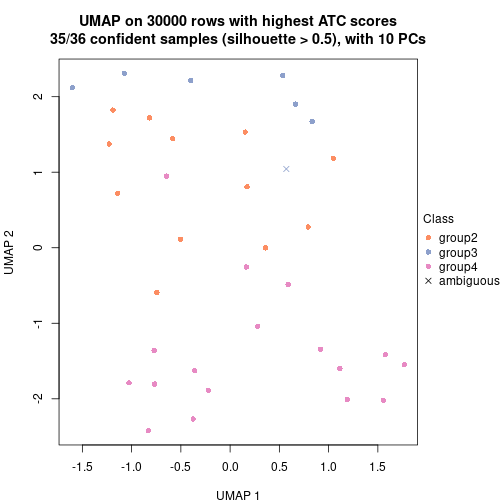 UMAP on 30000 rows with highest ATC scores
35/36 confident samples (silhouette > 0.5), with 10 PCs
UMAP 2
2
1
0
-1
-2
-1.5 -1.0 -0.5 0.0 0.5 1.0 1.5
UMAP 1
Class
group2
group3
group4
ambiguous